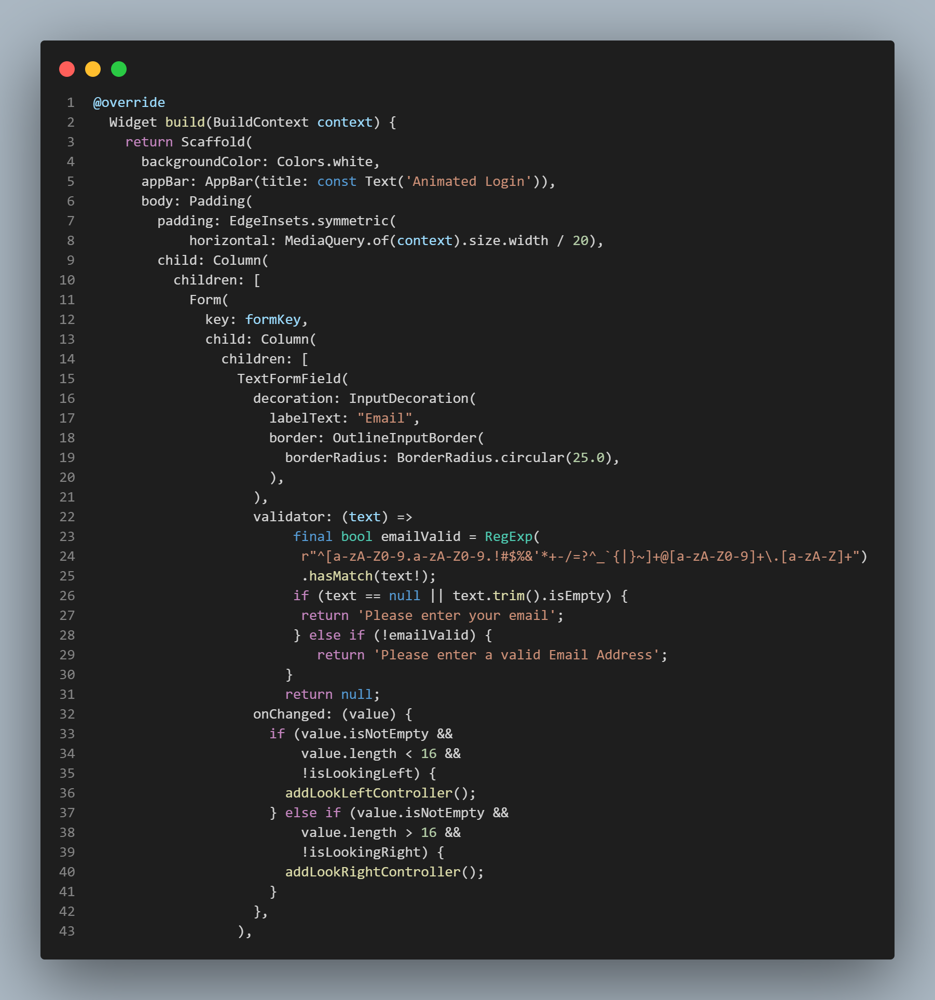 1 @override
2   Widget build(BuildContext context) {
3     return Scaffold(
4       backgroundColor: Colors.white,
5       appBar: AppBar(title: const Text('Animated Login')),
6       body: Padding(
7         padding: EdgeInsets.symmetric(
8             horizontal: MediaQuery.of(context).size.width / 20),
9         child: Column(
10           children: [
11             Form(
12               key: formKey,
13               child: Column(
14                 children: [
15                   TextFormField(
16                     decoration: InputDecoration(
17                       labelText: "Email",
18                       border: OutlineInputBorder(
19                         borderRadius: BorderRadius.circular(25.0),
20                       ),
21                     ),
22                     validator: (text) =>
23                          final bool emailValid = RegExp(
24                           r"^[a-zA-Z0-9.a-zA-Z0-9.!#$%&'*+-/=?^_`{|}~]+@[a-zA-Z0-9]+\.[a-zA-Z]+")
25                           .hasMatch(text!);
26                          if (text == null || text.trim().isEmpty) {
27                           return 'Please enter your email';
28                          } else if (!emailValid) {
29                             return 'Please enter a valid Email Address';
30                         }
31                         return null;
32                     onChanged: (value) {
33                       if (value.isNotEmpty &&
34                           value.length < 16 &&
35                           !isLookingLeft) {
36                         addLookLeftController();
37                       } else if (value.isNotEmpty &&
38                           value.length > 16 &&
39                           !isLookingRight) {
40                         addLookRightController();
41                       }
42                     },
43                   ),